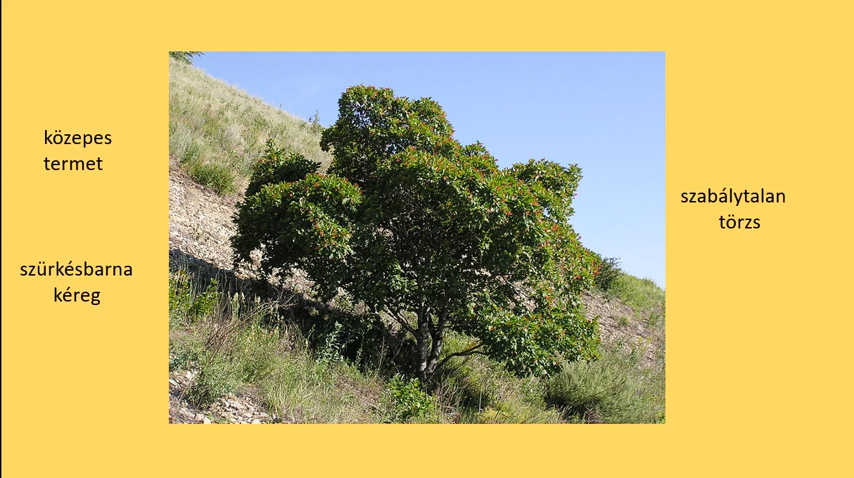 közepes
termet
szürkésbarna
kéreg
szabálytalan
törzs